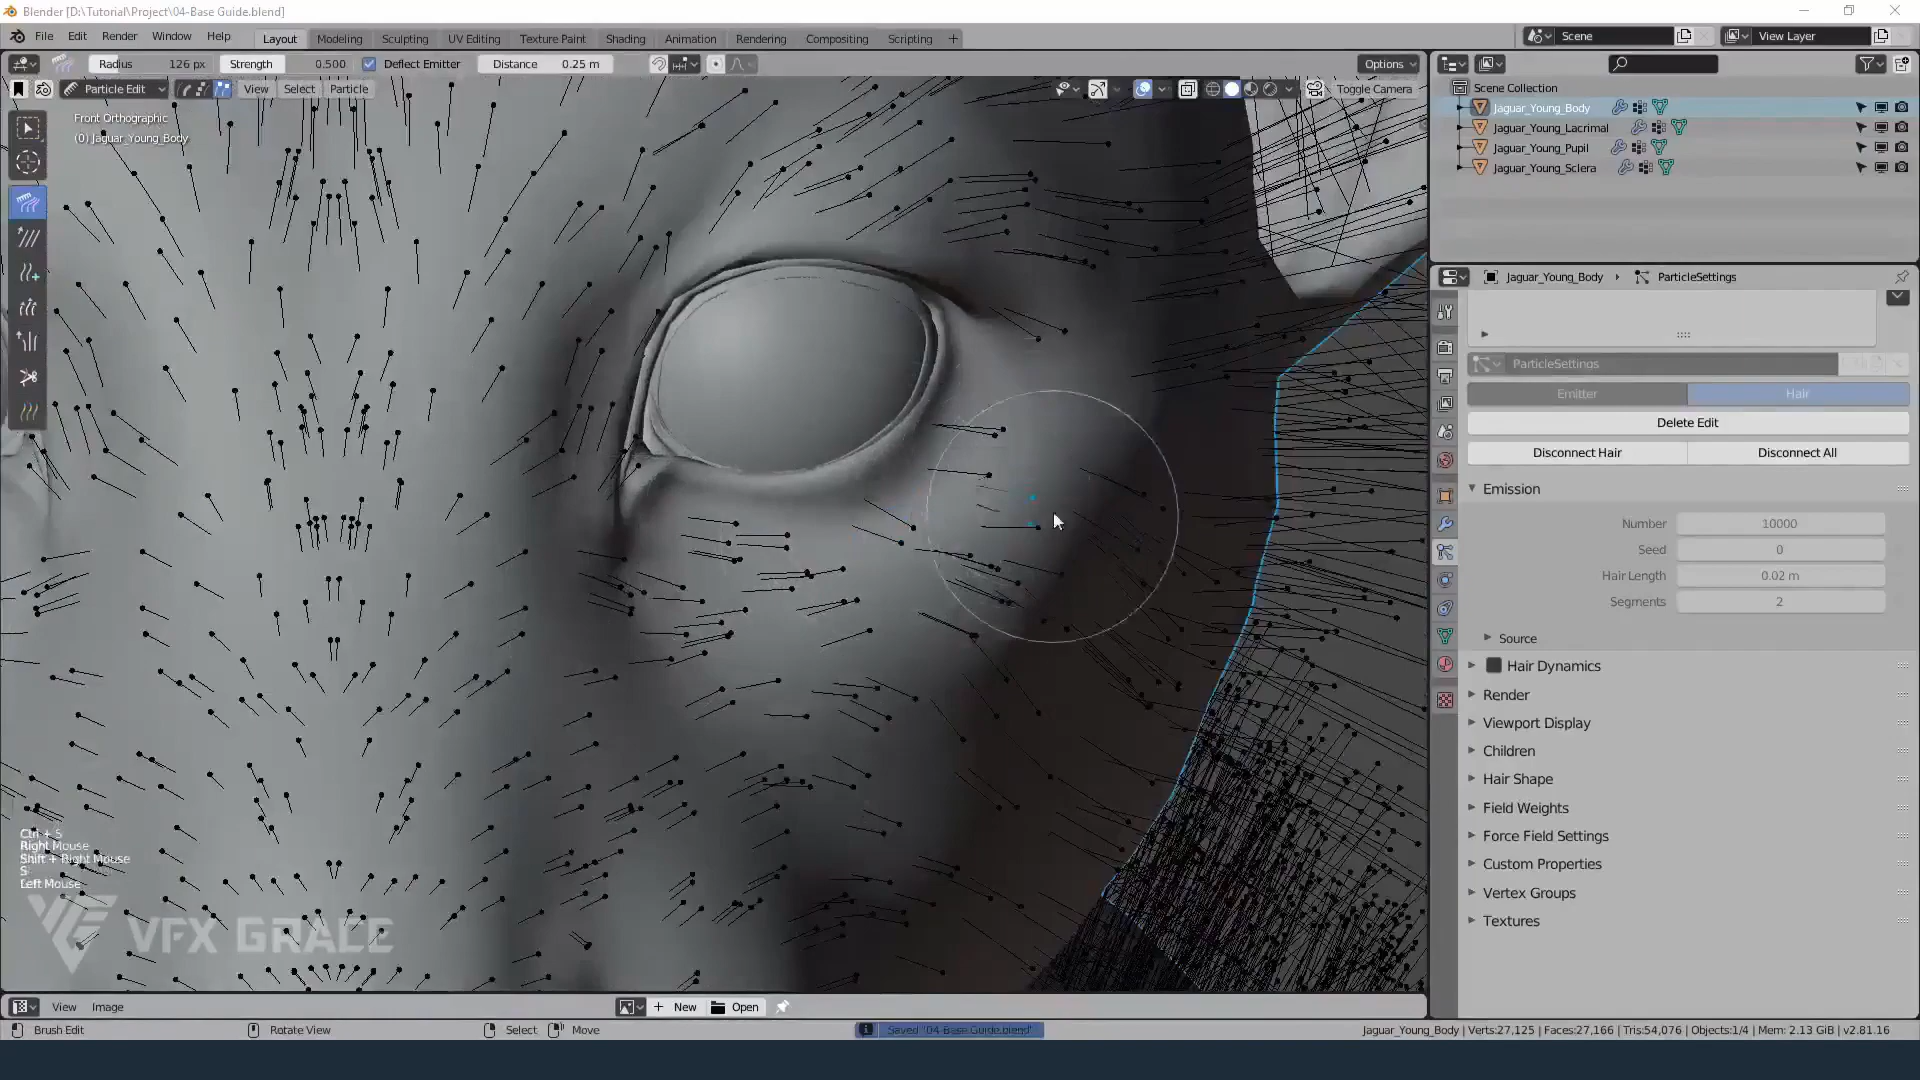 Blender [D:\Tutorial\Project\04-Base Guide.blend]
File Edit Render Window Help Layout Modeling Sculpting UV Editing Texture Paint Shading Animation Rendering Compositing Scripting + Scene View Layer
Radius 126 px Strength 0.500 Deflect Emitter Distance 0.25 m Options
Particle Edit View Select Particle Toggle Camera
Front Orthographic
(0) Jaguar_Young_Body
Scene Collection
Jaguar_Young_Body
Jaguar_Young_Lacrimal
Jaguar_Young_Pupil
Jaguar_Young_Sclera
Jaguar_Young_Body ParticleSettings
ParticleSettings
Emitter Hair
Delete Edit
Disconnect Hair Disconnect All
Emission
Number 10000
Seed 0
Hair Length 0.02 m
Segments 2
Source
Hair Dynamics
Render
Viewport Display
Children
Hair Shape
Field Weights
Force Field Settings
Custom Properties
Vertex Groups
Textures
Ctrl + S
Right Mouse
Shift + Right Mouse
S
Left Mouse
VFX GRACE
View Image New Open
Brush Edit Rotate View Select Move Saved "04-Base Guide.blend" Jaguar_Young_Body | Verts:27,125 | Faces:27,166 | Tris:54,076 | Objects:1/4 | Mem: 2.13 GiB | v2.81.16